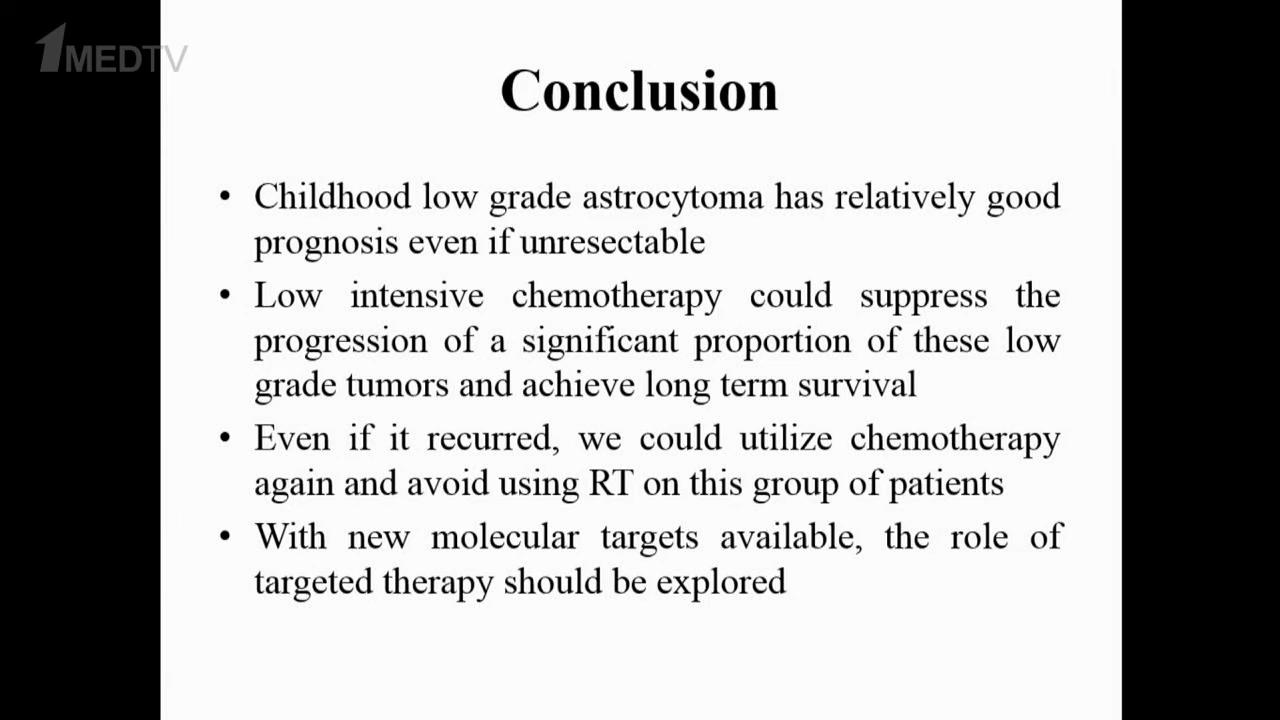 1MEDTV
Conclusion
• Childhood low grade astrocytoma has relatively good
prognosis even if unresectable
• Low intensive chemotherapy could suppress the
progression of a significant proportion of these low
grade tumors and achieve long term survival
• Even if it recurred, we could utilize chemotherapy
again and avoid using RT on this group of patients
• With new molecular targets available, the role of
targeted therapy should be explored